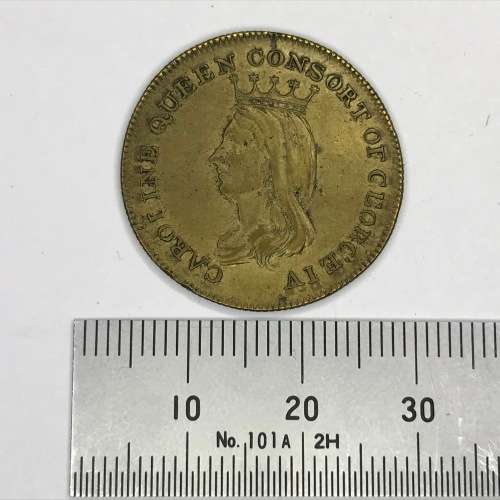 CAROLINE QUEEN CONSORT OF GEORGE IV
10 20 30
No. 101A 2H